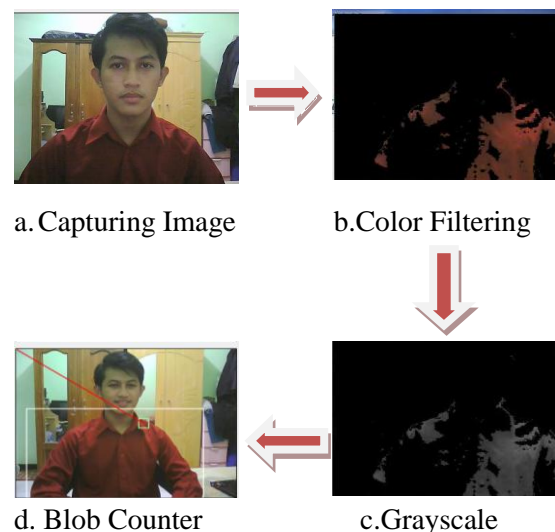 a. Capturing Image
b.Color Filtering
d. Blob Counter
c.Grayscale